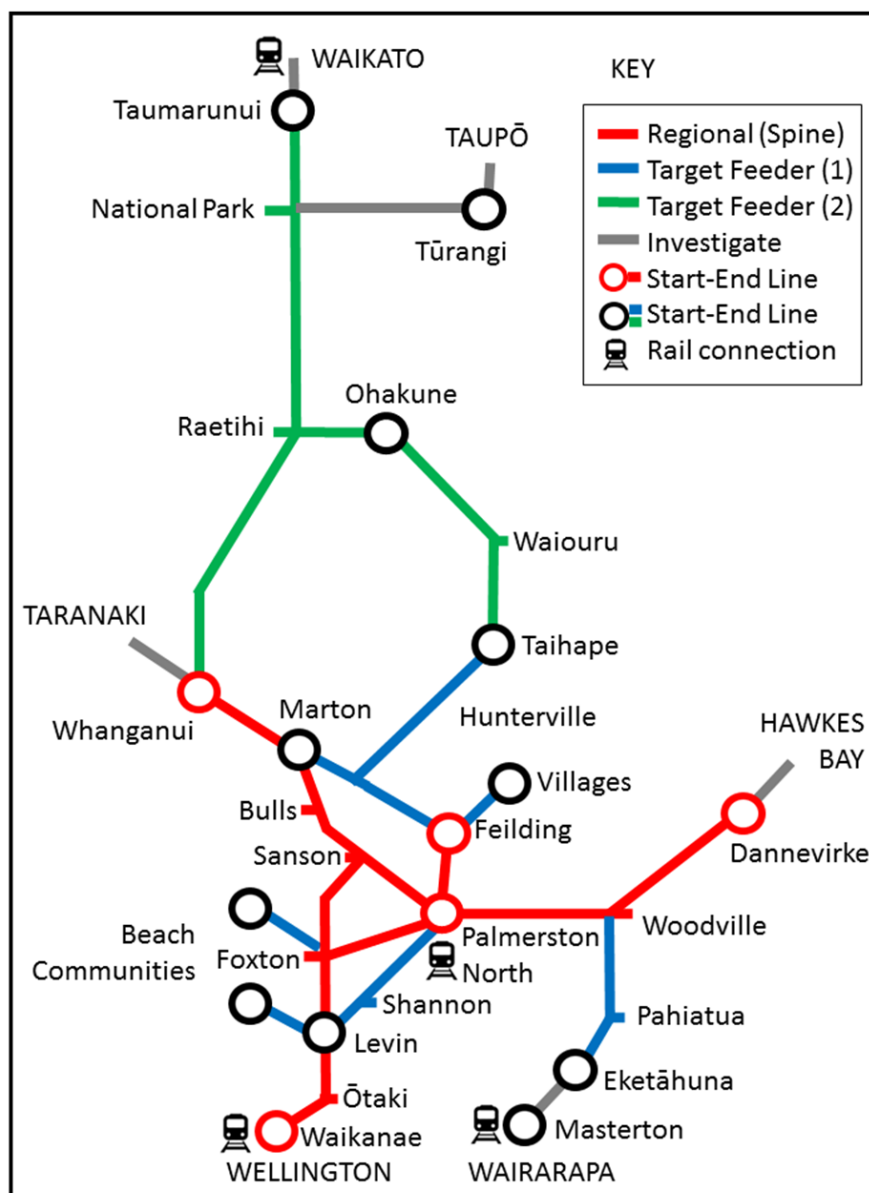 WAIKATO
KEY
Taumarunui
Regional (Spine)
TAUPŌ
Target Feeder (1)
National Park
Target Feeder (2)
Tūrangi
Investigate
Start-End Line
Start-End Line
Rail connection
Ohakune
Raetihi
Waiouru
TARANAKI
Taihape
Whanganui
Marton
Hunterville
HAWKES
BAY
Villages
Bulls
Feilding
Sanson
Dannevirke
Beach
Communities
Foxton
Palmerston
North
Woodville
Shannon
Pahiatua
Levin
Eketāhuna
Ōtaki
Waikanae
Masterton
WELLINGTON
WAIRARAPA